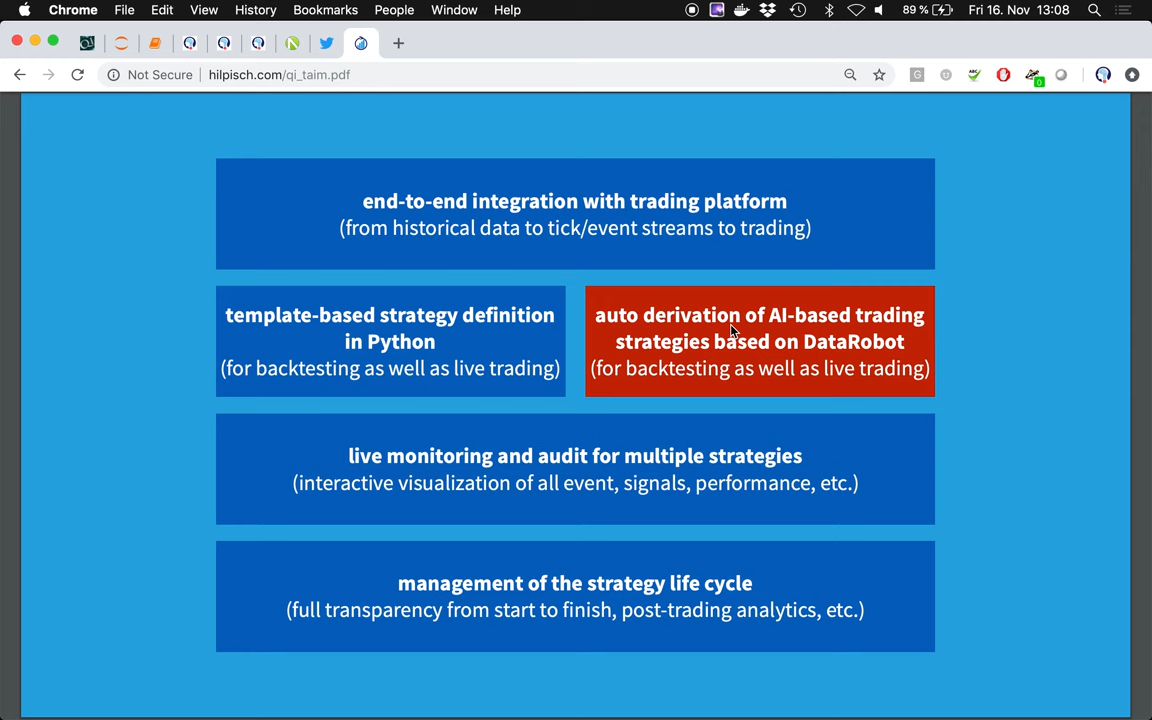 Chrome File Edit View History Bookmarks People Window Help 89 % Fri 16. Nov 13:08
Not Secure hilpisch.com/qi_taim.pdf
end-to-end integration with trading platform
(from historical data to tick/event streams to trading)
template-based strategy definition
in Python
(for backtesting as well as live trading)
auto derivation of AI-based trading
strategies based on DataRobot
(for backtesting as well as live trading)
live monitoring and audit for multiple strategies
(interactive visualization of all event, signals, performance, etc.)
management of the strategy life cycle
(full transparency from start to finish, post-trading analytics, etc.)